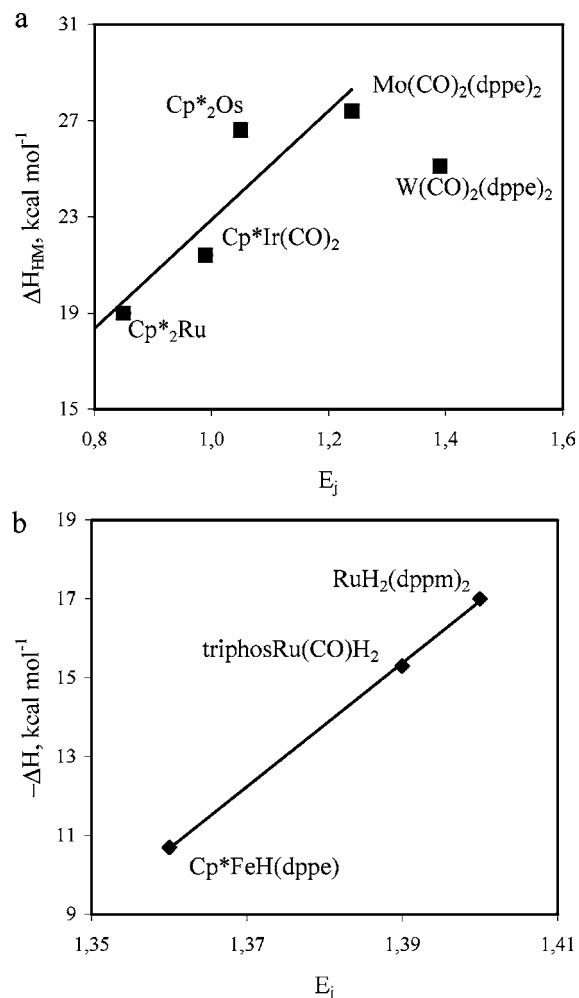 a
31
27
23
19
15
ΔH_HM, kcal mol⁻¹
Cp*₂Os
Mo(CO)₂(dppe)₂
W(CO)₂(dppe)₂
Cp*Ir(CO)₂
Cp*₂Ru
0,8 1,0 1,2 1,4 1,6
E_j
b
19
17
15
13
11
9
−ΔH, kcal mol⁻¹
RuH₂(dppm)₂
triphosRu(CO)H₂
Cp*FeH(dppe)
1,35 1,37 1,39 1,41
E_j